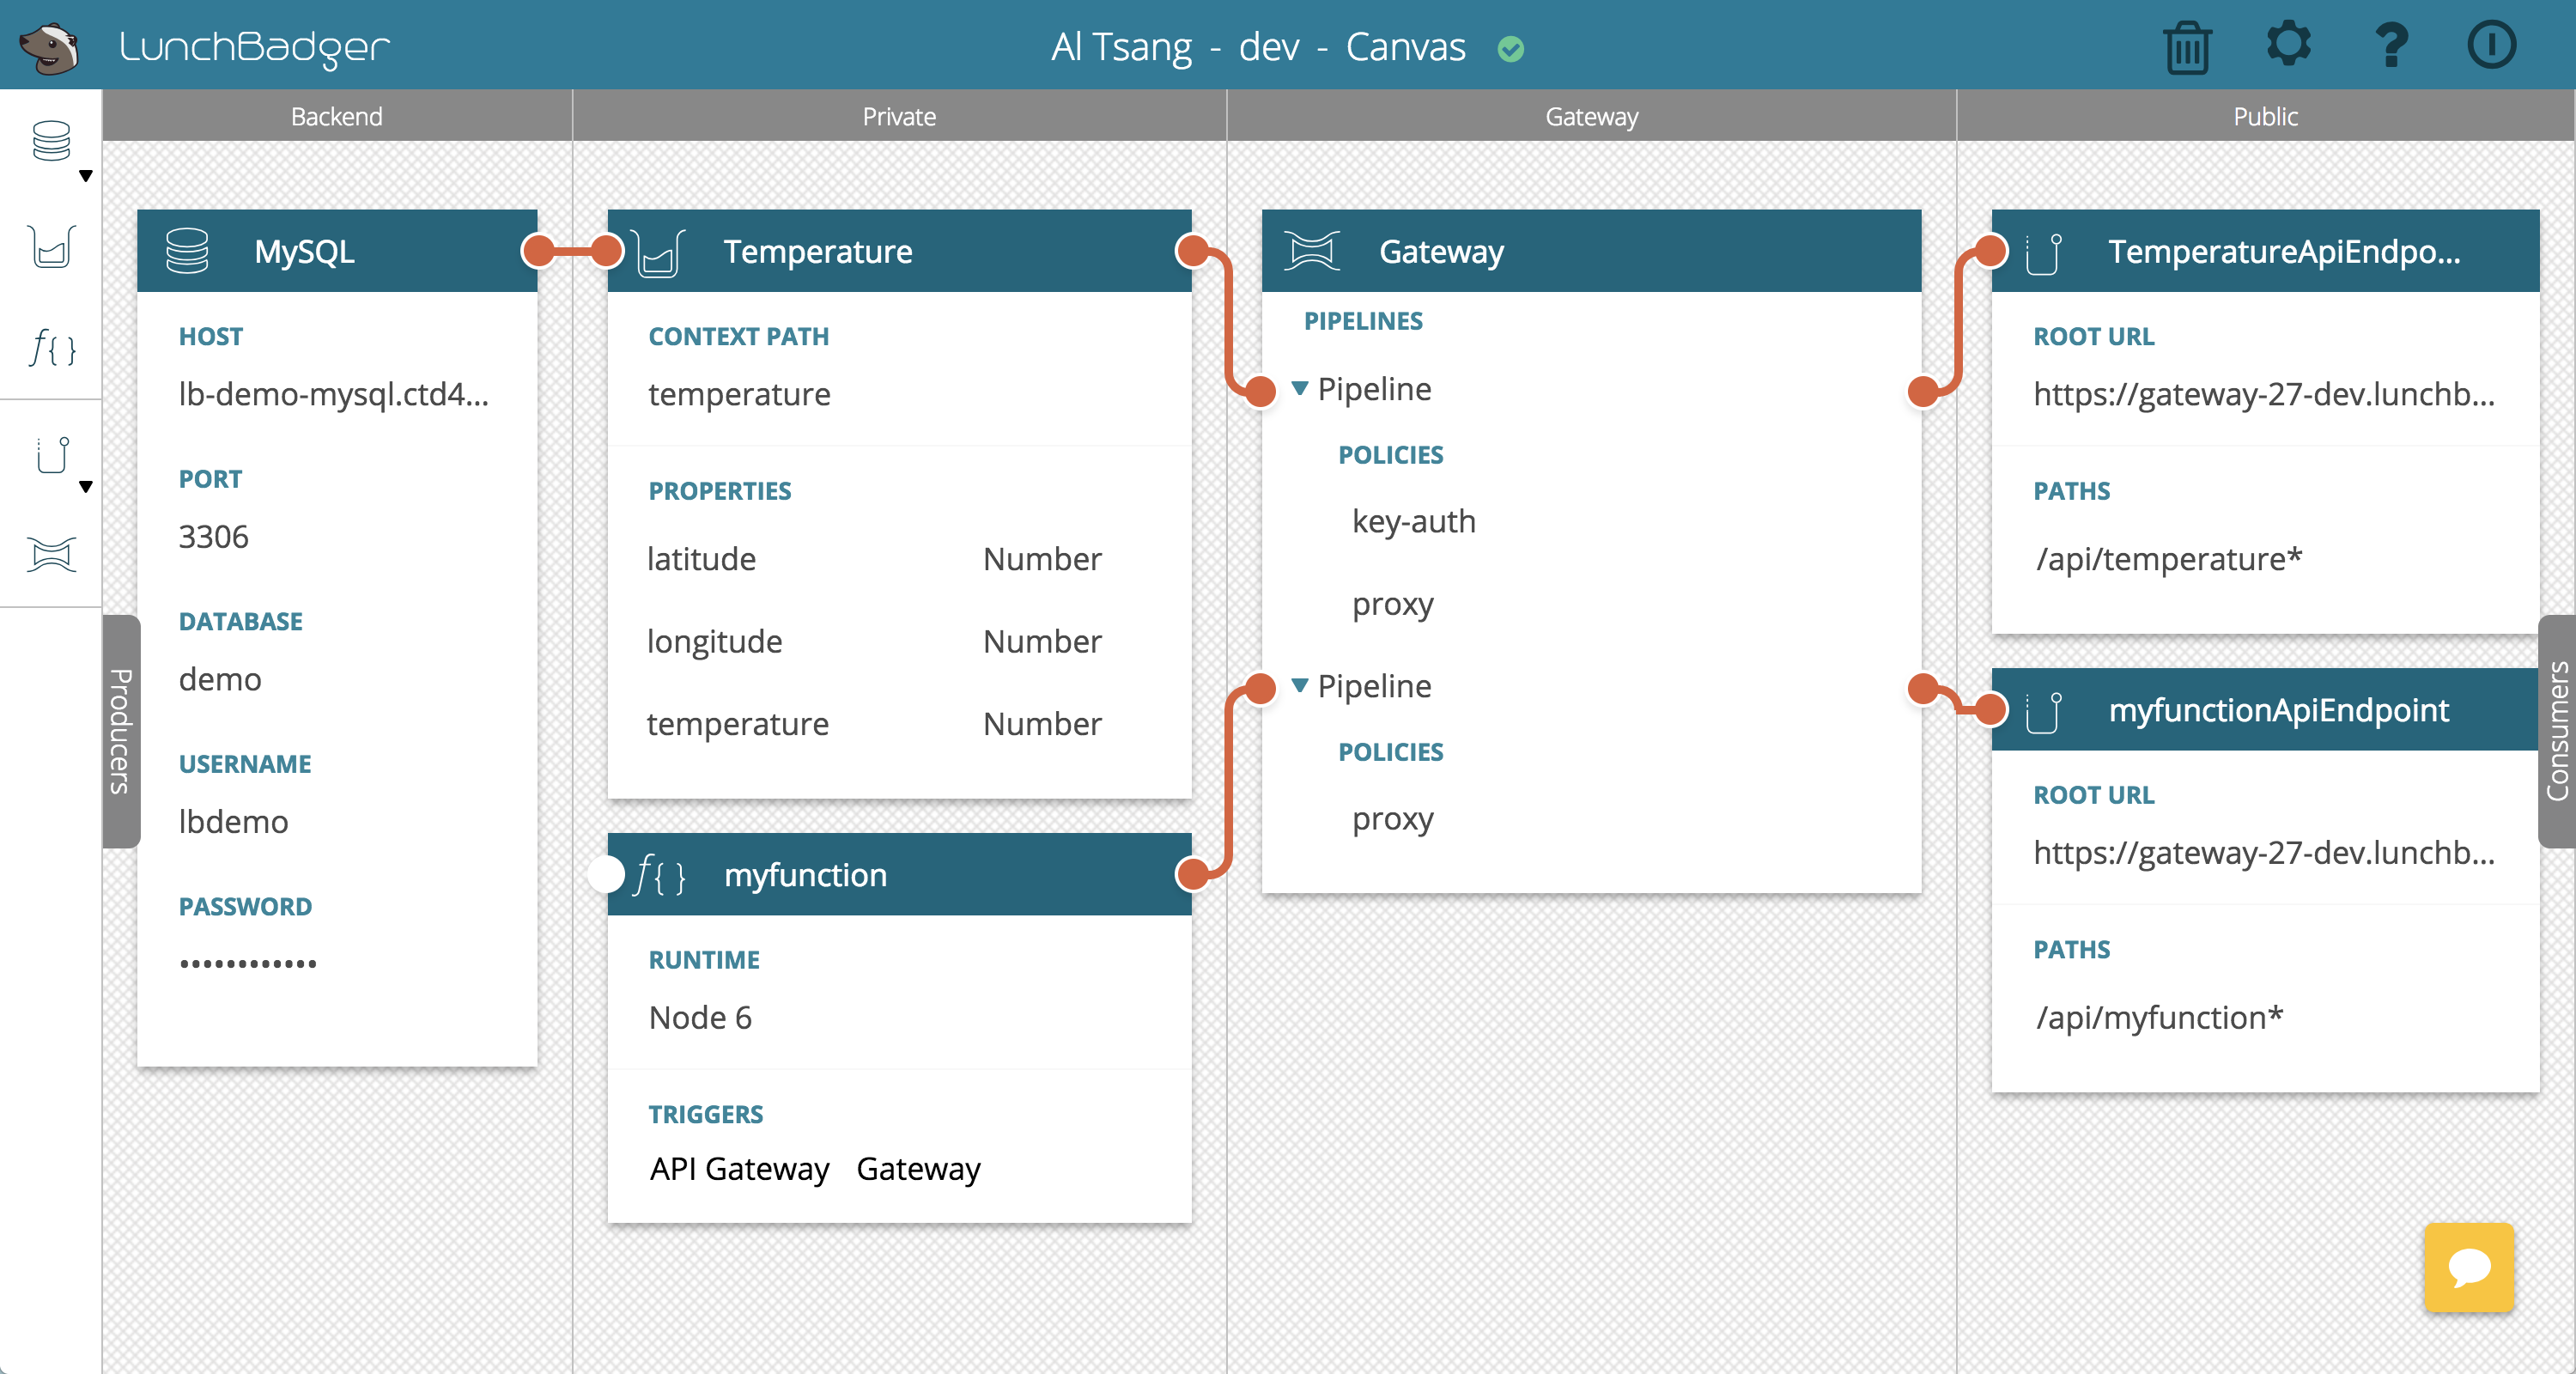 LunchBadger
Al Tsang - dev - Canvas
Backend
Private
Gateway
Public
Producers
MySQL
HOST
lb-demo-mysql.ctd4...
PORT
3306
DATABASE
demo
USERNAME
lbdemo
PASSWORD
••••••••••••
Temperature
CONTEXT PATH
temperature
PROPERTIES
latitude Number
longitude Number
temperature Number
f{}
myfunction
RUNTIME
Node 6
TRIGGERS
API Gateway Gateway
Gateway
PIPELINES
Pipeline
POLICIES
key-auth
proxy
Pipeline
POLICIES
proxy
TemperatureApiEndpo...
ROOT URL
https://gateway-27-dev.lunchb...
PATHS
/api/temperature*
myfunctionApiEndpoint
ROOT URL
https://gateway-27-dev.lunchb...
PATHS
/api/myfunction*
Consumers
f{}